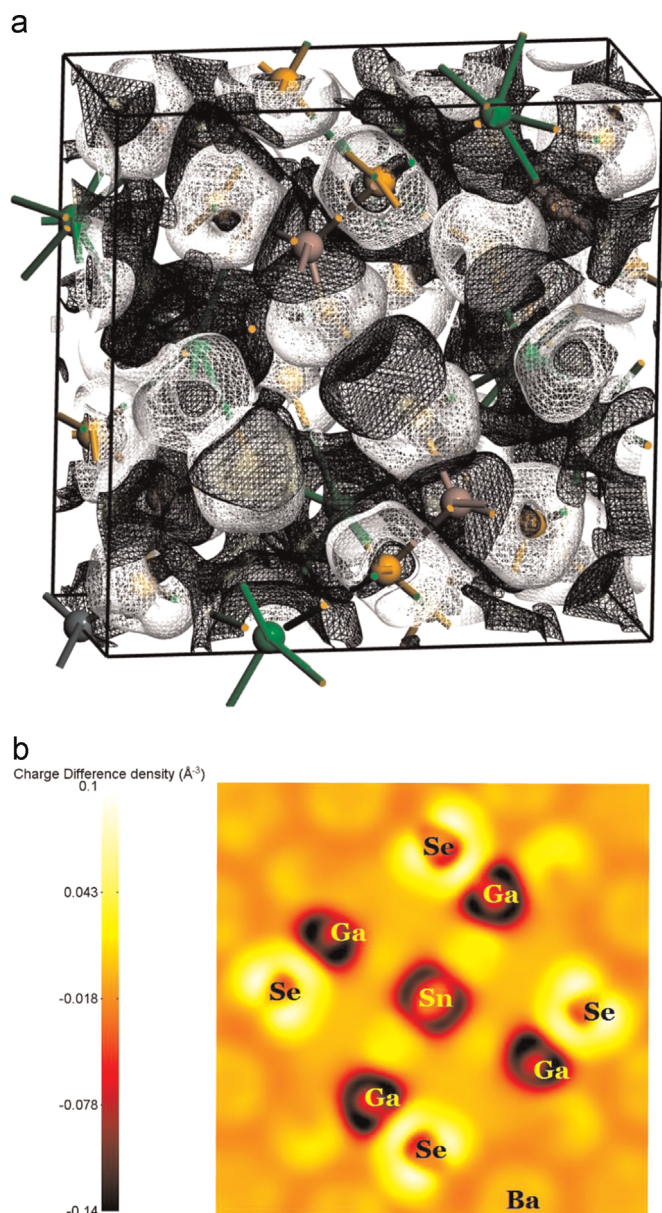 a
b
Charge Difference density (Å⁻³)
0.1
0.043
-0.018
-0.078
-0.14
Se
Ga
Ga
Se
Sn
Se
Ga
Ga
Se
Ba